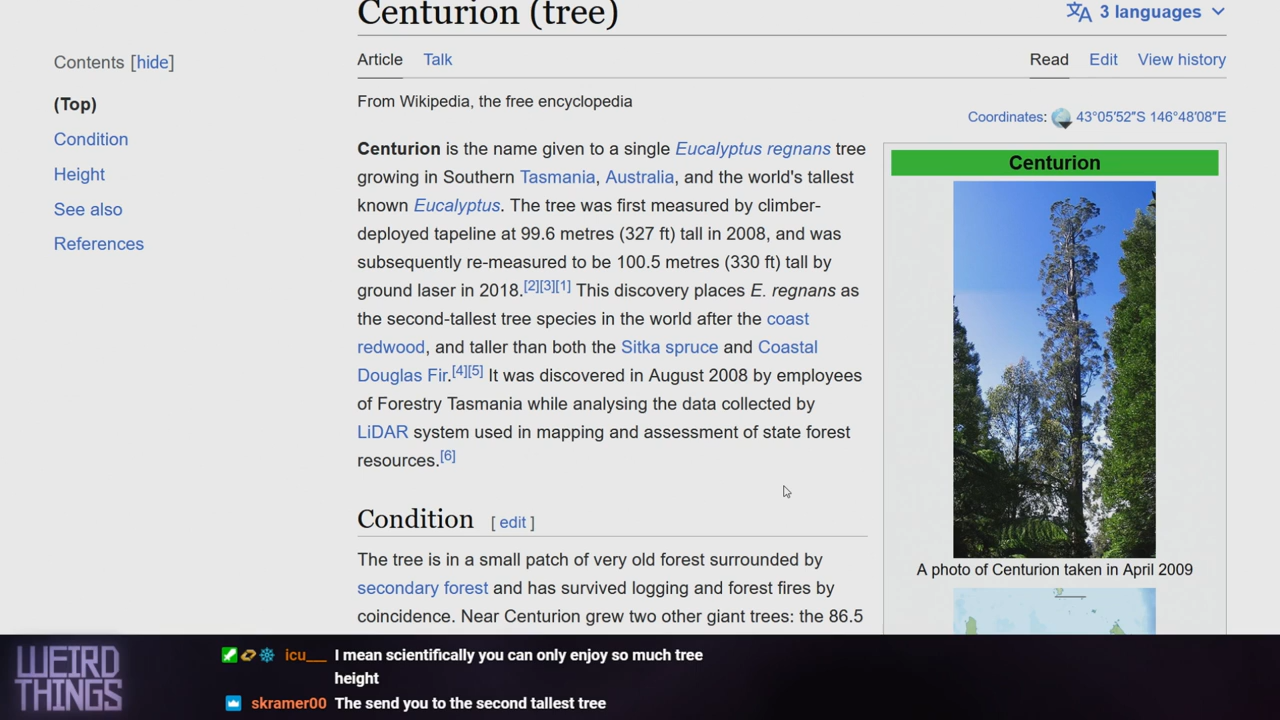 Centurion (tree)
3 languages
Contents [hide]
(Top)
Condition
Height
See also
References
Article Talk
Read Edit View history
From Wikipedia, the free encyclopedia
Coordinates: 43°05′52″S 146°48′08″E
Centurion is the name given to a single Eucalyptus regnans tree
growing in Southern Tasmania, Australia, and the world's tallest
known Eucalyptus. The tree was first measured by climber-
deployed tapeline at 99.6 metres (327 ft) tall in 2008, and was
subsequently re-measured to be 100.5 metres (330 ft) tall by
ground laser in 2018.[2][3][1] This discovery places E. regnans as
the second-tallest tree species in the world after the coast
redwood, and taller than both the Sitka spruce and Coastal
Douglas Fir.[4][5] It was discovered in August 2008 by employees
of Forestry Tasmania while analysing the data collected by
LiDAR system used in mapping and assessment of state forest
resources.[6]
Centurion
A photo of Centurion taken in April 2009
Condition [ edit ]
The tree is in a small patch of very old forest surrounded by
secondary forest and has survived logging and forest fires by
coincidence. Near Centurion grew two other giant trees: the 86.5
WEIRD
THINGS
icu___ I mean scientifically you can only enjoy so much tree
height
skramer00 The send you to the second tallest tree